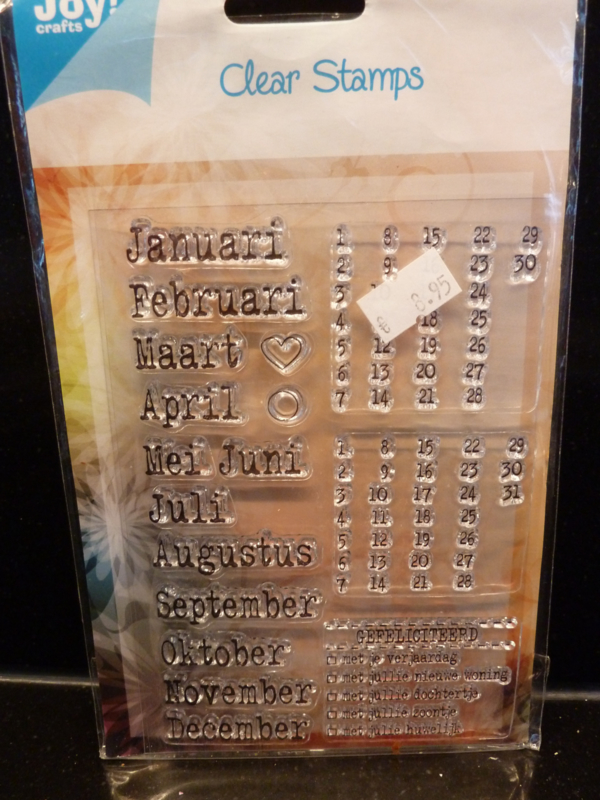 Joy!
crafts
Clear Stamps
Januari
Februari
Maart
April
Mei Juni
Juli
Augustus
September
Oktober
November
December
1 8 15 22 29
2 9 23 30
3 24
4 18 25
5 12 19 26
6 13 20 27
7 14 21 28
€ 8.95
1 8 15 22 29
2 9 16 23 30
3 10 17 24 31
4 11 18 25
5 12 19 26
6 13 20 27
7 14 21 28
GEFELICITEERD
met je verjaardag
met jullie nieuwe woning
met jullie dochtertje
met jullie zoontje
met jullie huwelijk